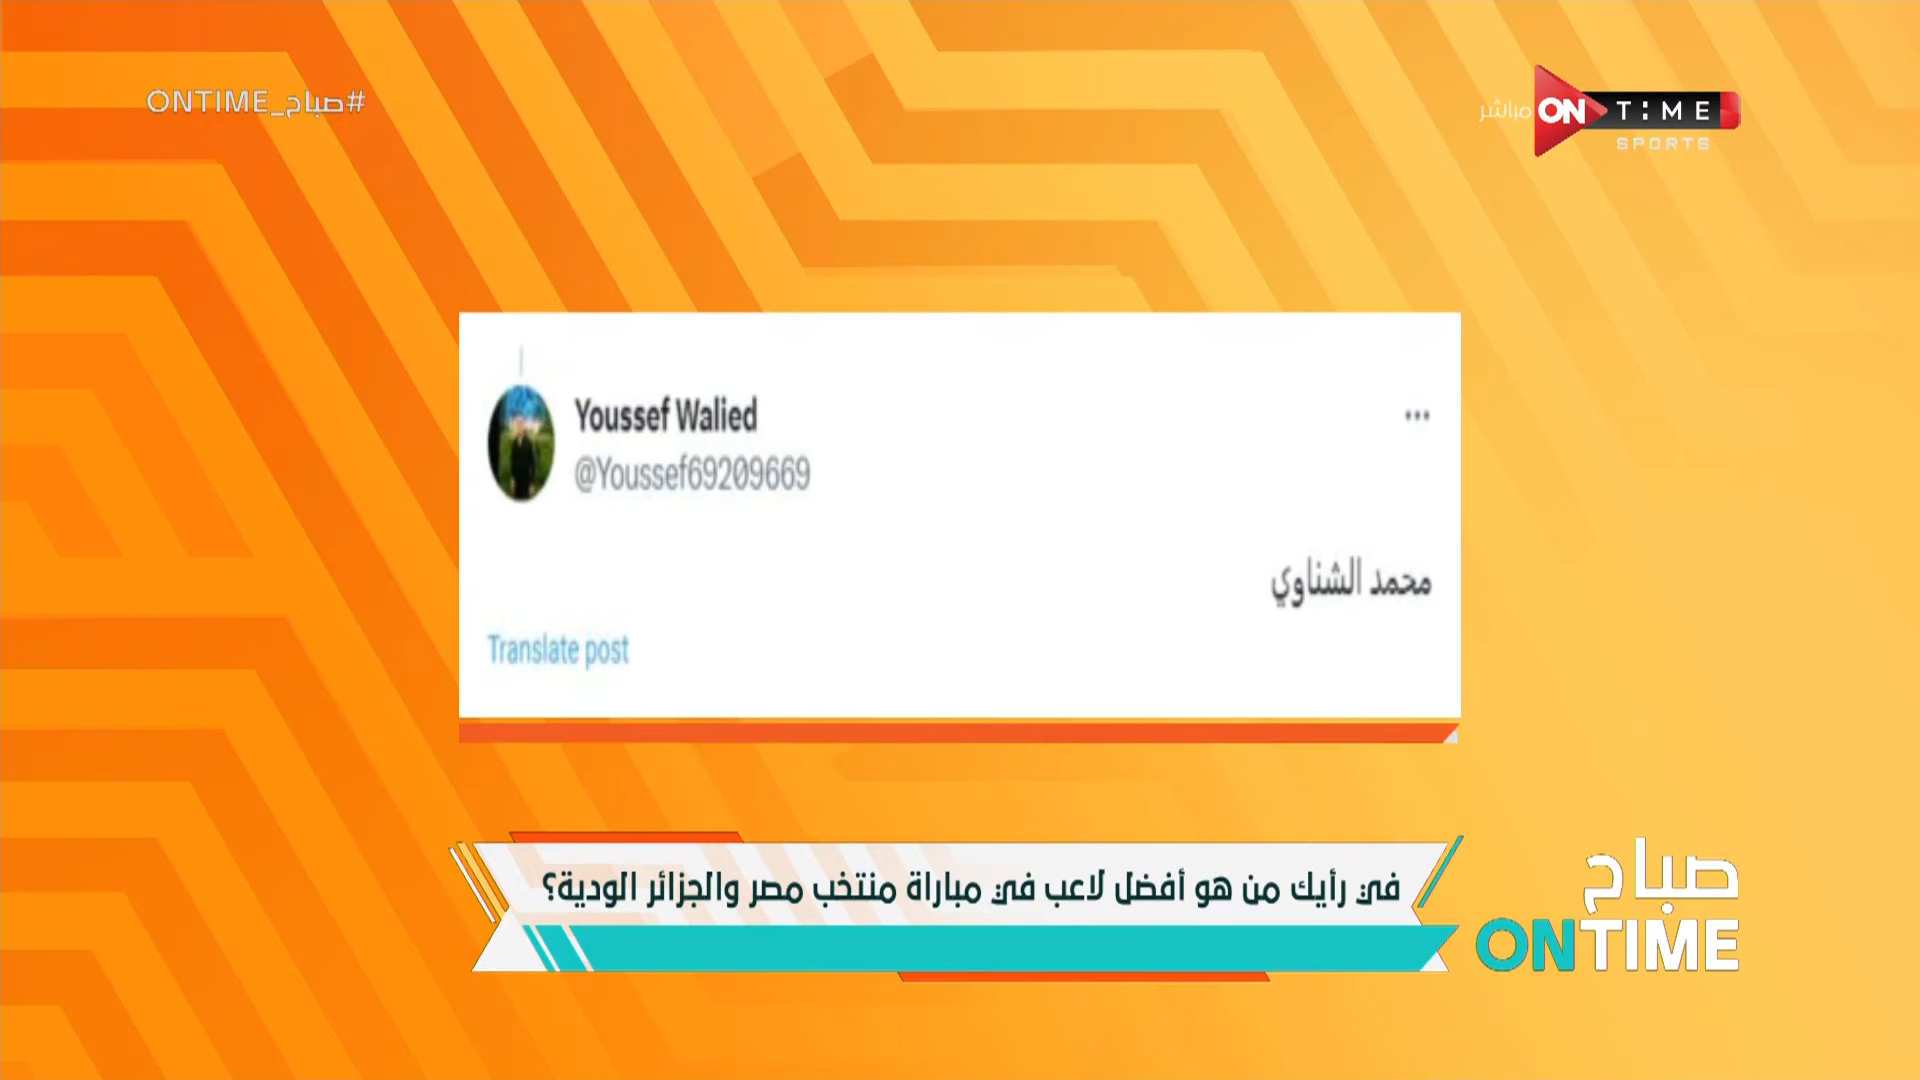 #صباح_ONTIME
مباشر ON TIME
SPORTS
Youssef Walied
@Youssef69209669
محمد الشناوي
Translate post
في رأيك من هو أفضل لاعب في مباراة منتخب مصر والجزائر الودية؟
صباح
ONTIME